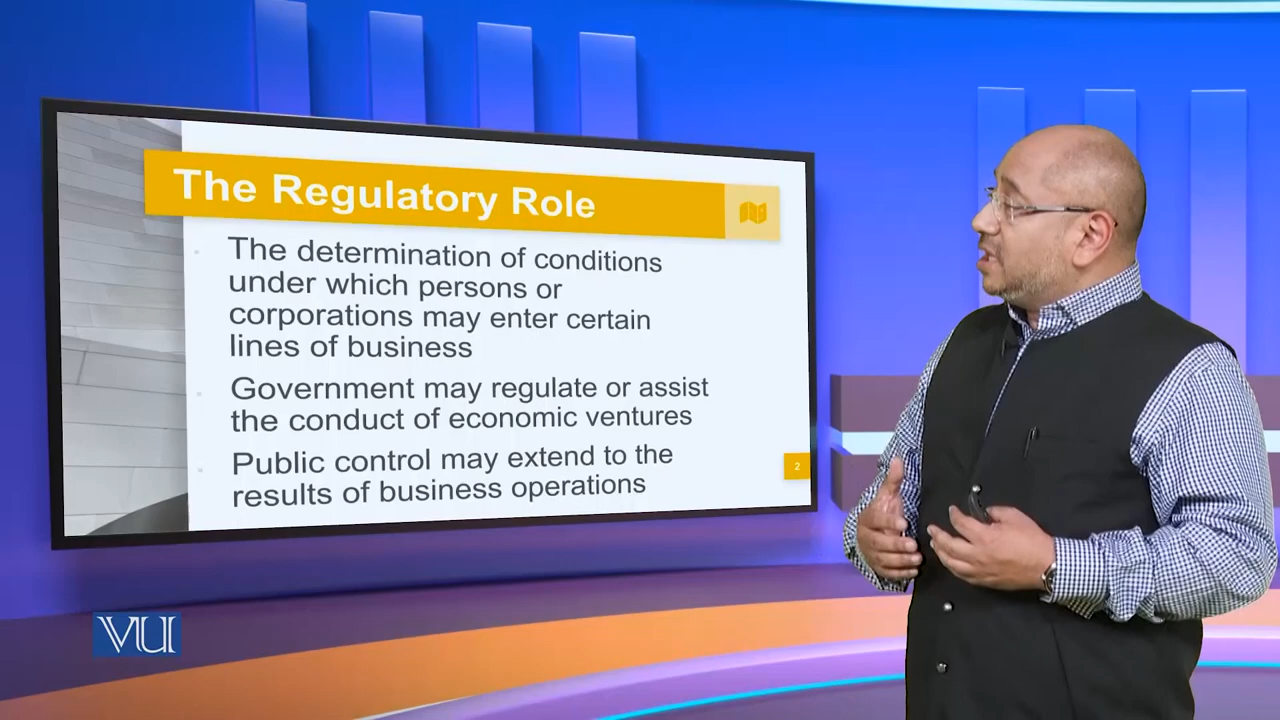 The Regulatory Role
The determination of conditions
under which persons or
corporations may enter certain
lines of business
Government may regulate or assist
the conduct of economic ventures
Public control may extend to the
results of business operations
2
VU